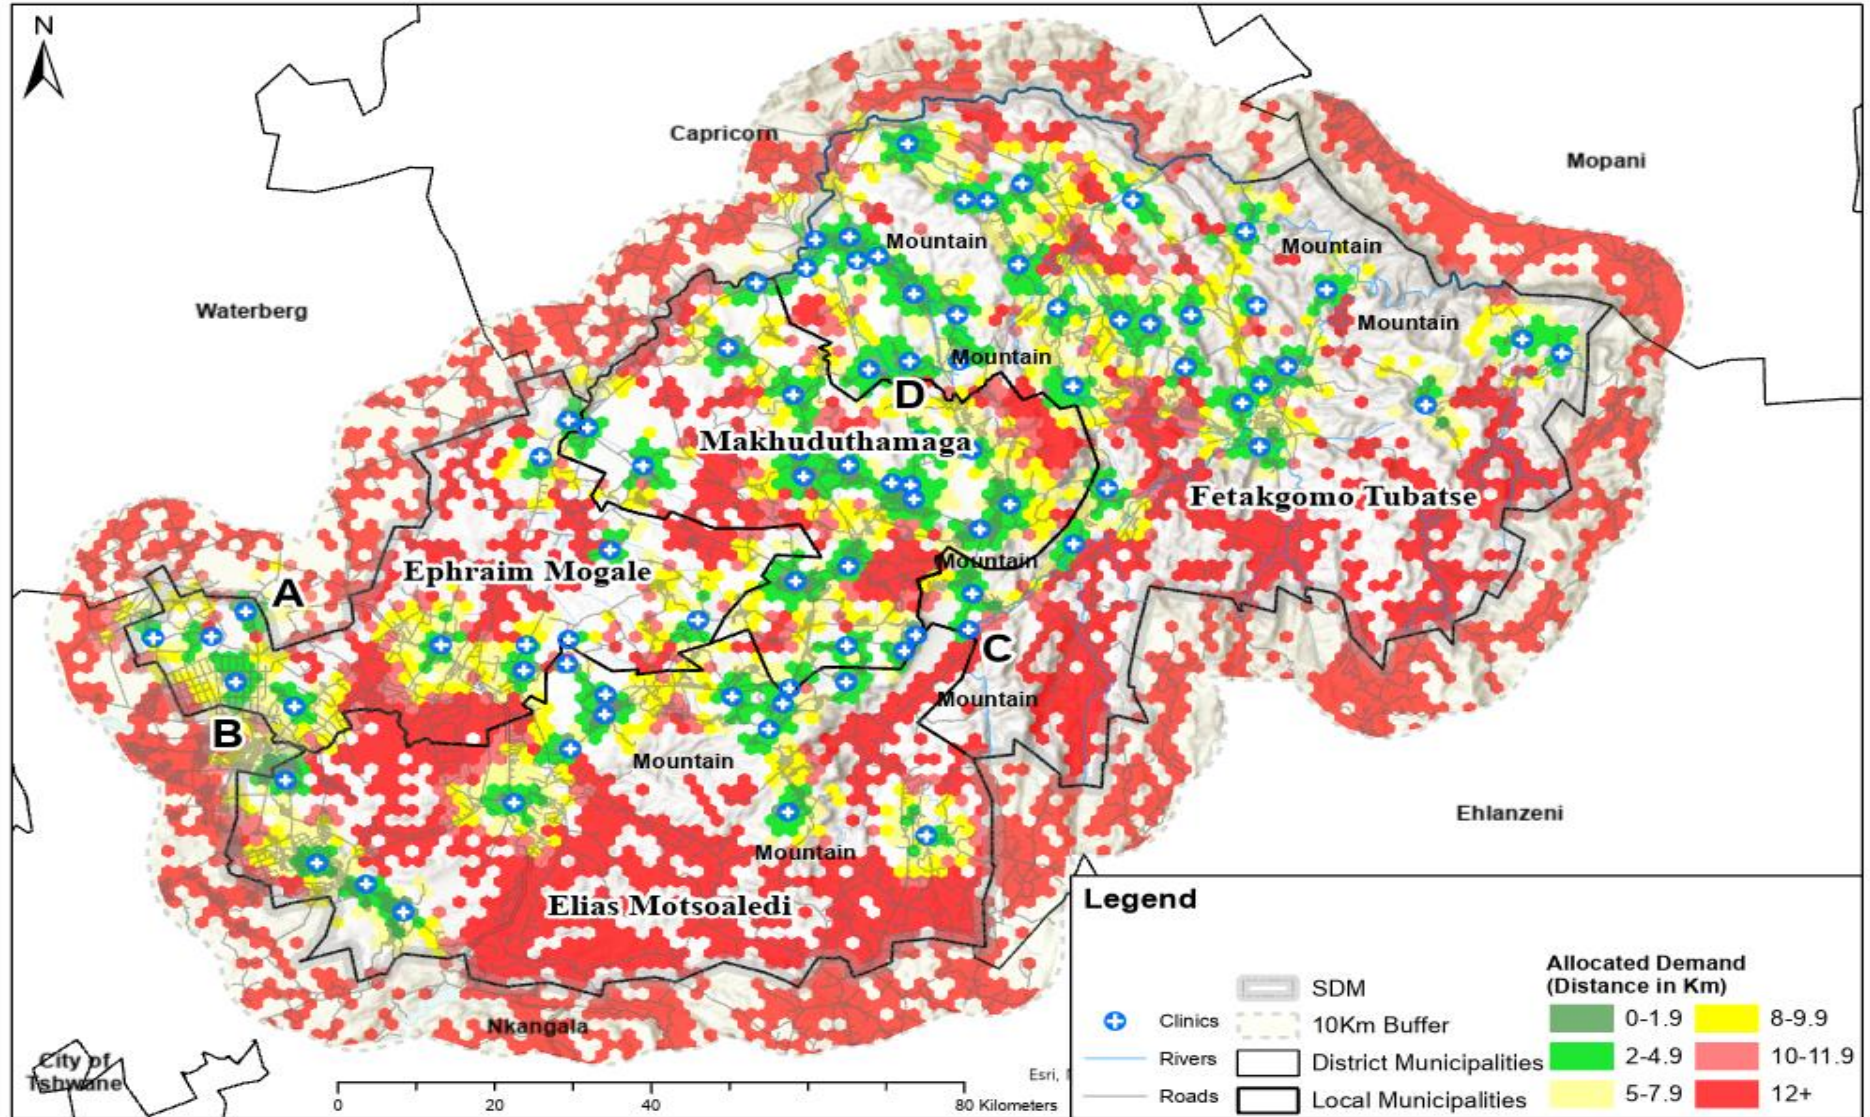 N
Capricorn
Mopani
Mountain
Mountain
Waterberg
Mountain
Mountain
D
Makhuduthamaga
Fetakgomo Tubatse
Mountain
Ephraim Mogale
A
C
Mountain
B
Mountain
Ehlanzeni
Mountain
Elias Motsoaledi
Nkangala
City of
Tshwane
Esri,
0 20 40 80 Kilometers
Legend
Clinics
Rivers
Roads
SDM
10Km Buffer
District Municipalities
Local Municipalities
Allocated Demand
(Distance in Km)
0-1.9
2-4.9
5-7.9
8-9.9
10-11.9
12+